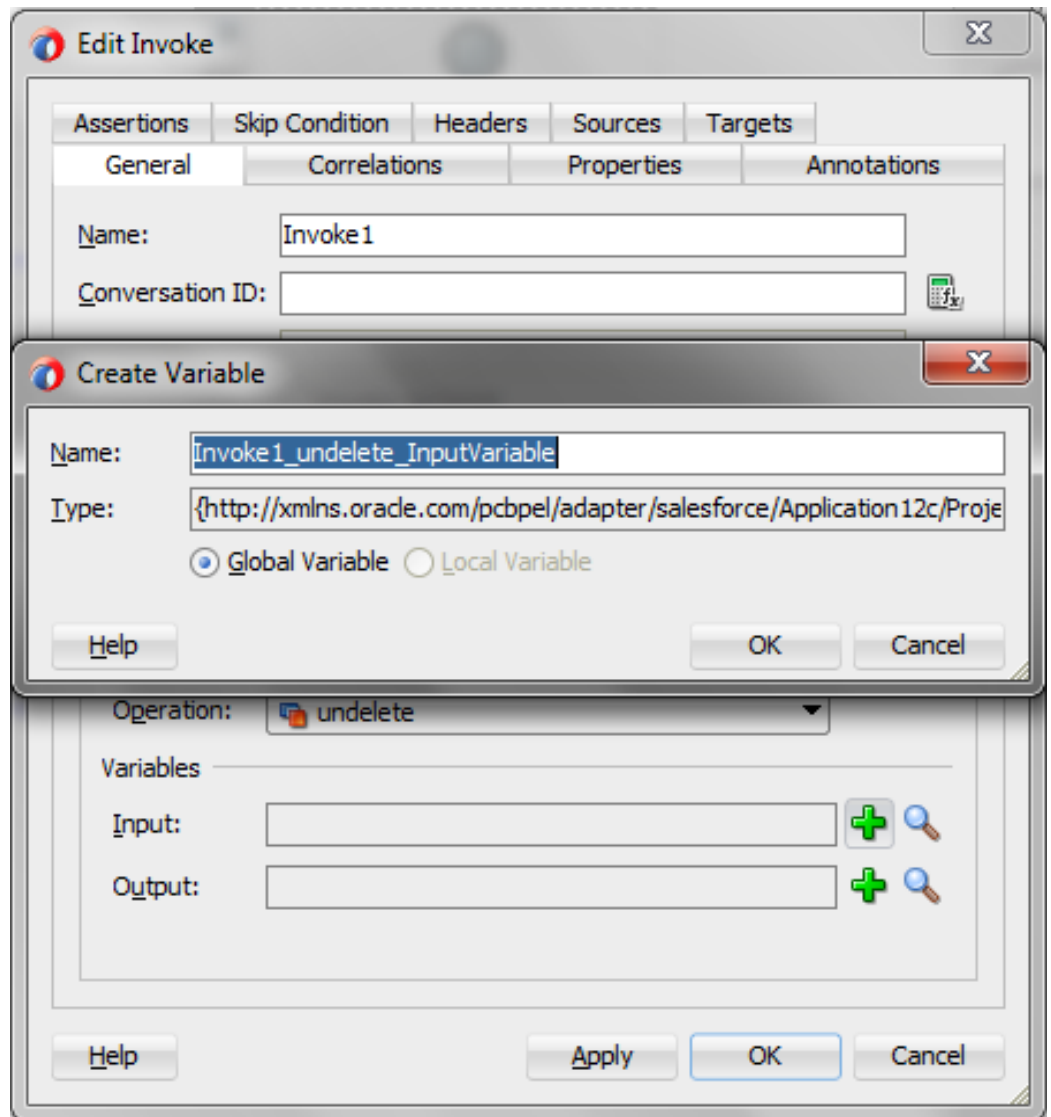 Edit Invoke
Assertions Skip Condition Headers Sources Targets
General Correlations Properties Annotations
Name: Invoke1
Conversation ID:
Create Variable
Name: Invoke1_undelete_InputVariable
Type: {http://xmlns.oracle.com/pcbpel/adapter/salesforce/Application12c/Proje
Global Variable Local Variable
Help OK Cancel
Operation: undelete
Variables
Input:
Output:
Help Apply OK Cancel